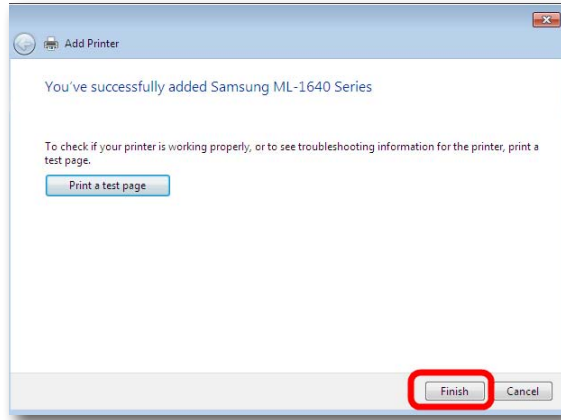 Add Printer
You've successfully added Samsung ML-1640 Series
To check if your printer is working properly, or to see troubleshooting information for the printer, print a
test page.
Print a test page
Finish Cancel